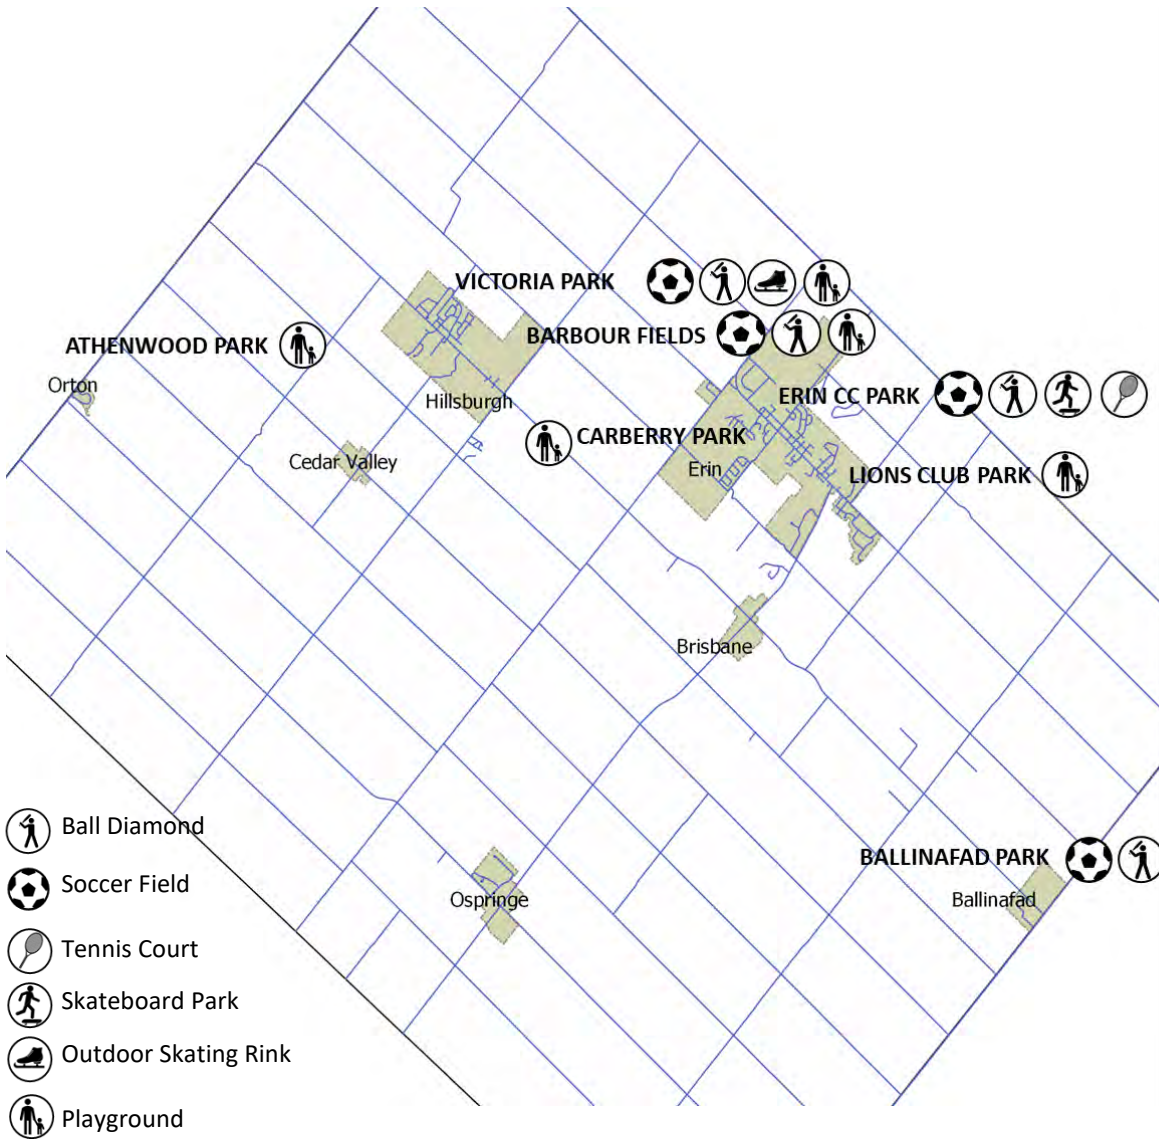 VICTORIA PARK
BARBOUR FIELDS
ATHENWOOD PARK
Orton
Hillsburgh
ERIN CC PARK
CARBERRY PARK
Cedar Valley
Erin
LIONS CLUB PARK
Brisbane
BALLINAFAD PARK
Ospringe
Ballinafad
Ball Diamond
Soccer Field
Tennis Court
Skateboard Park
Outdoor Skating Rink
Playground